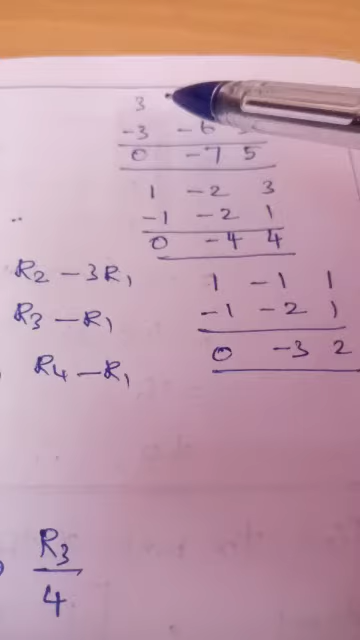 3
-3 -6
0 -7 5
1 -2 3
-1 -2 1
0 -4 4
R2 - 3R1
1 -1 1
R3 - R1
-1 -2 1
0 -3 2
R4 - R1
R3
4